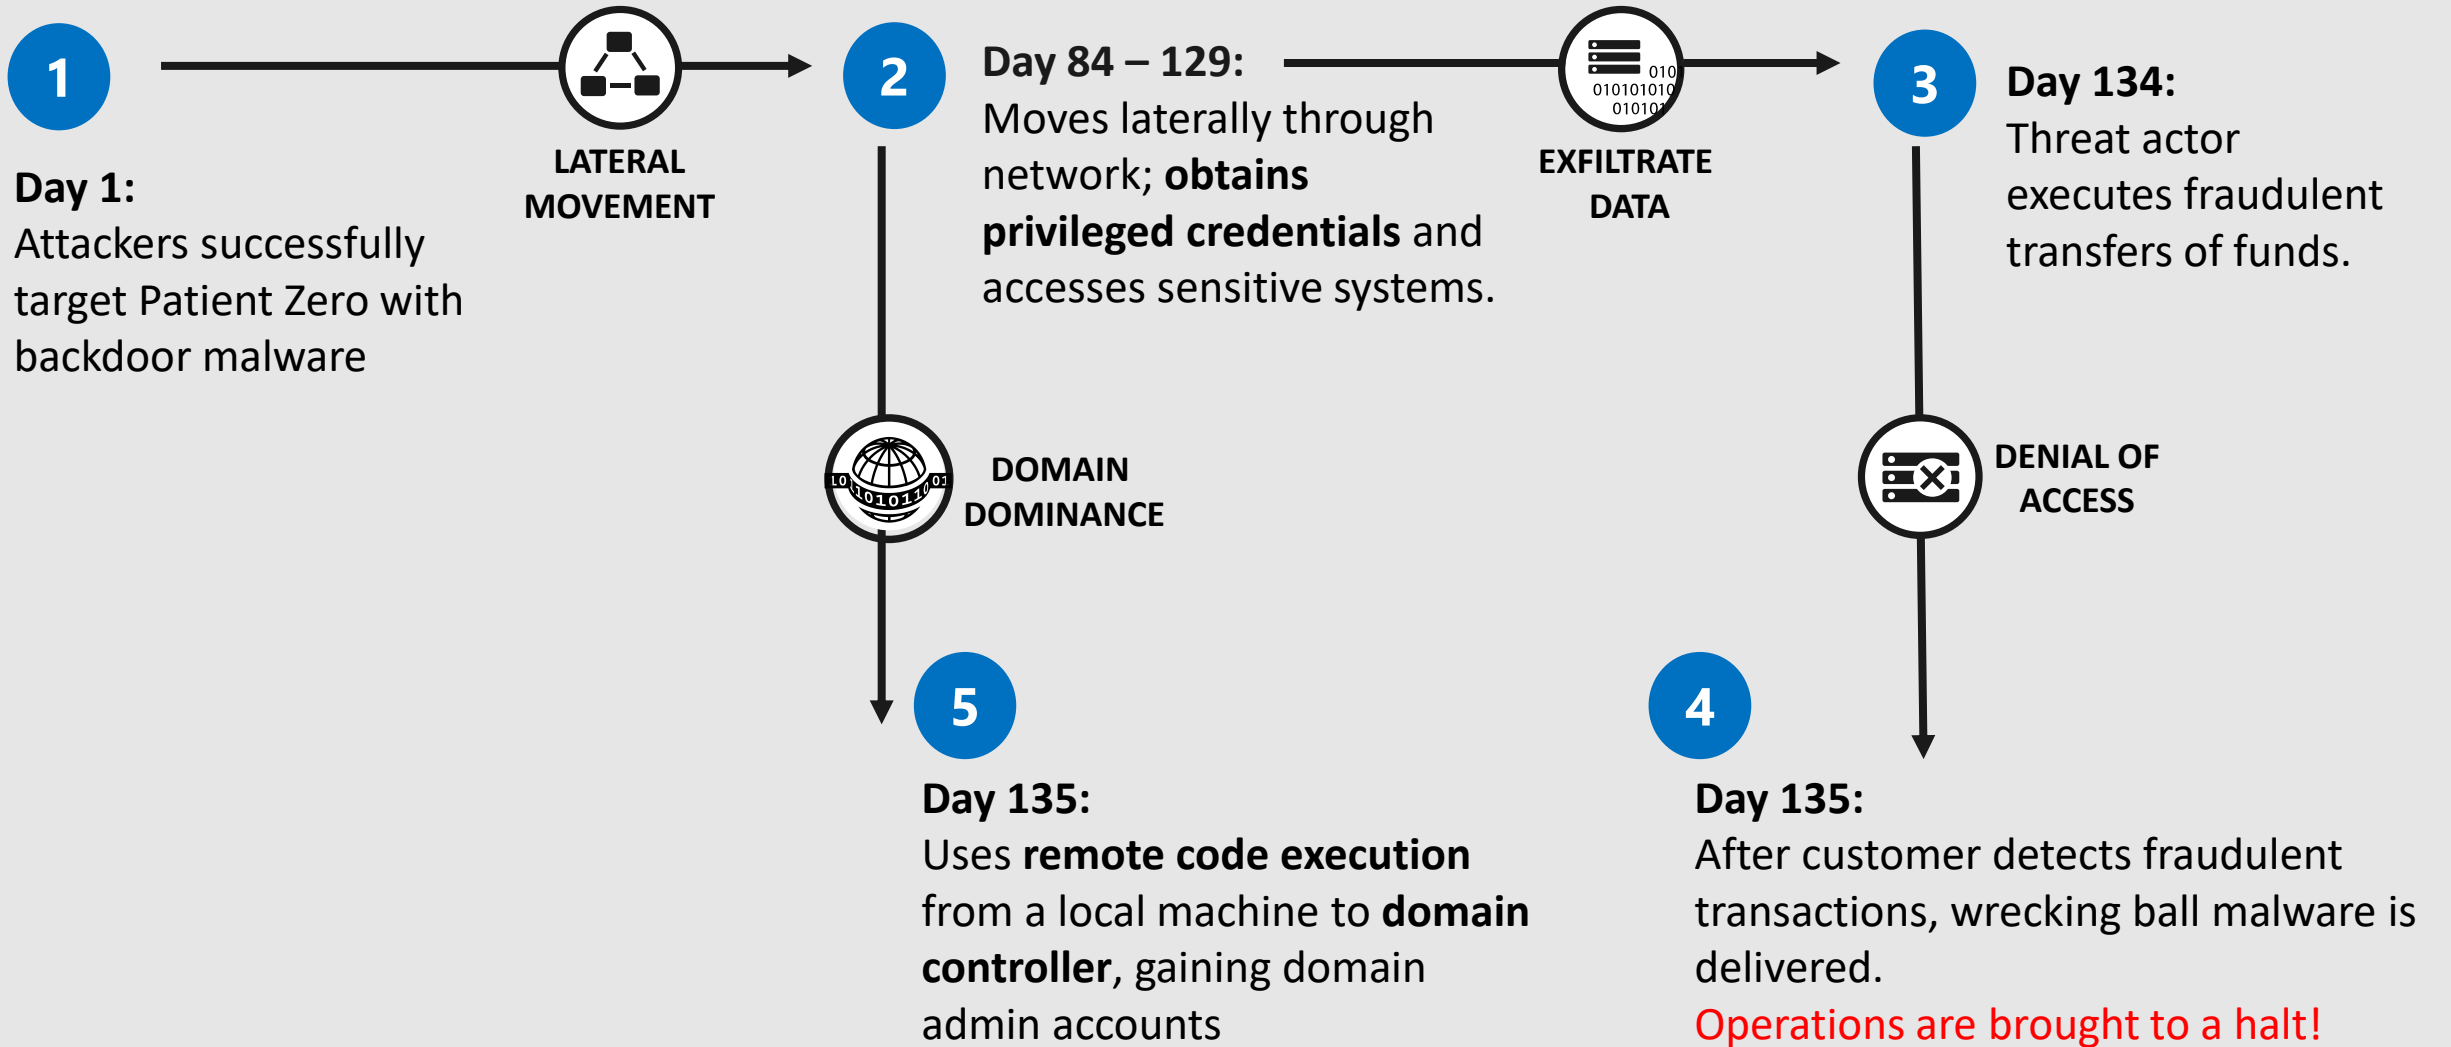 1
Day 1:
Attackers successfully
target Patient Zero with
backdoor malware
LATERAL
MOVEMENT
2
Day 84 – 129:
Moves laterally through
network; obtains
privileged credentials and
accesses sensitive systems.
010
010101010
010101
EXFILTRATE
DATA
3
Day 134:
Threat actor
executes fraudulent
transfers of funds.
DOMAIN
DOMINANCE
DENIAL OF
ACCESS
5
Day 135:
Uses remote code execution
from a local machine to domain
controller, gaining domain
admin accounts
4
Day 135:
After customer detects fraudulent
transactions, wrecking ball malware is
delivered.
Operations are brought to a halt!